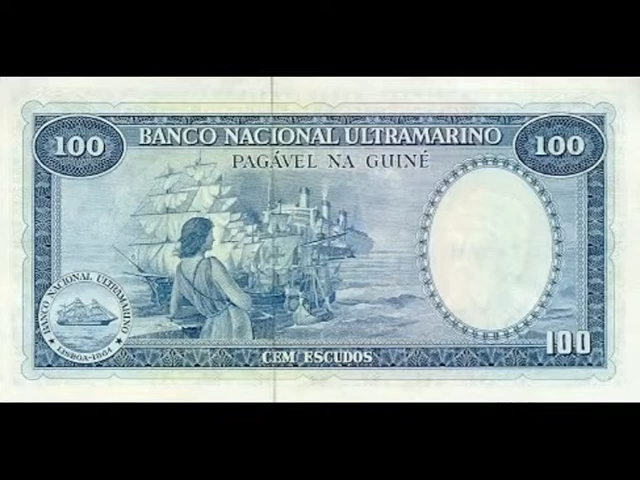 100 BANCO NACIONAL ULTRAMARINO 100
PAGÁVEL NA GUINÉ
BANCO NACIONAL ULTRAMARINO
LISBOA-1864
CEM ESCUDOS
100